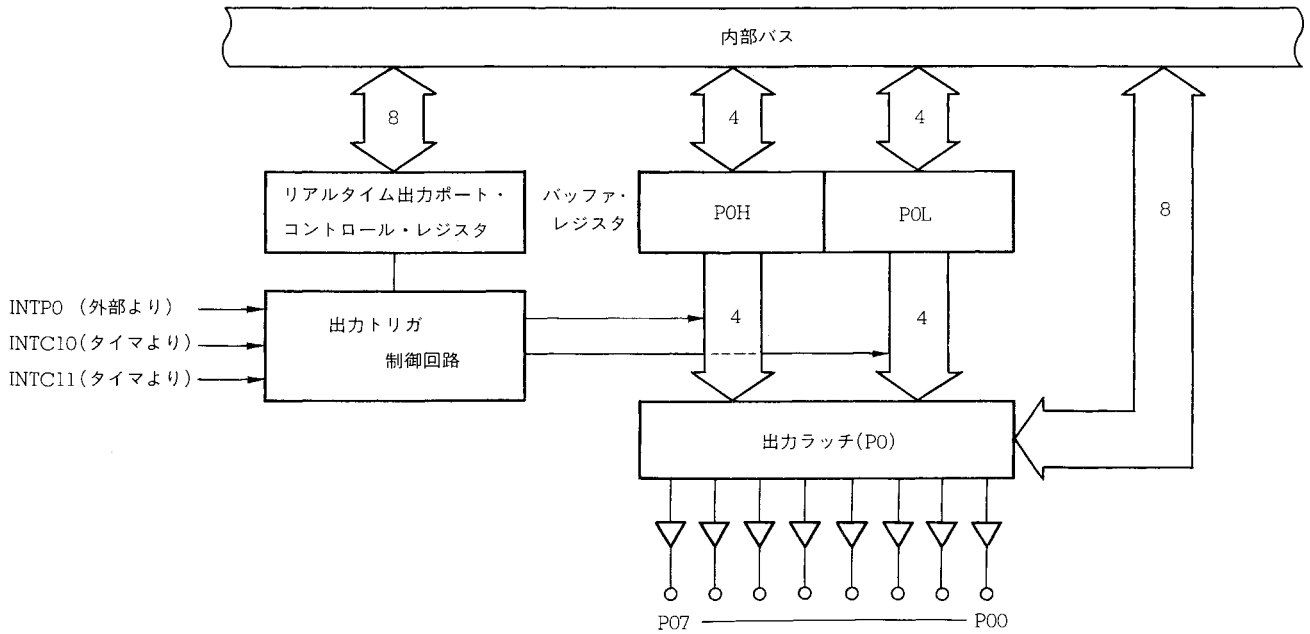 内部バス
8
4
4
リアルタイム出力ポート・
コントロール・レジスタ
バッファ・
レジスタ
P0H
P0L
8
INTP0 (外部より)
INTC10(タイマより)
INTC11(タイマより)
出力トリガ
制御回路
4
4
出力ラッチ(P0)
P07
P00